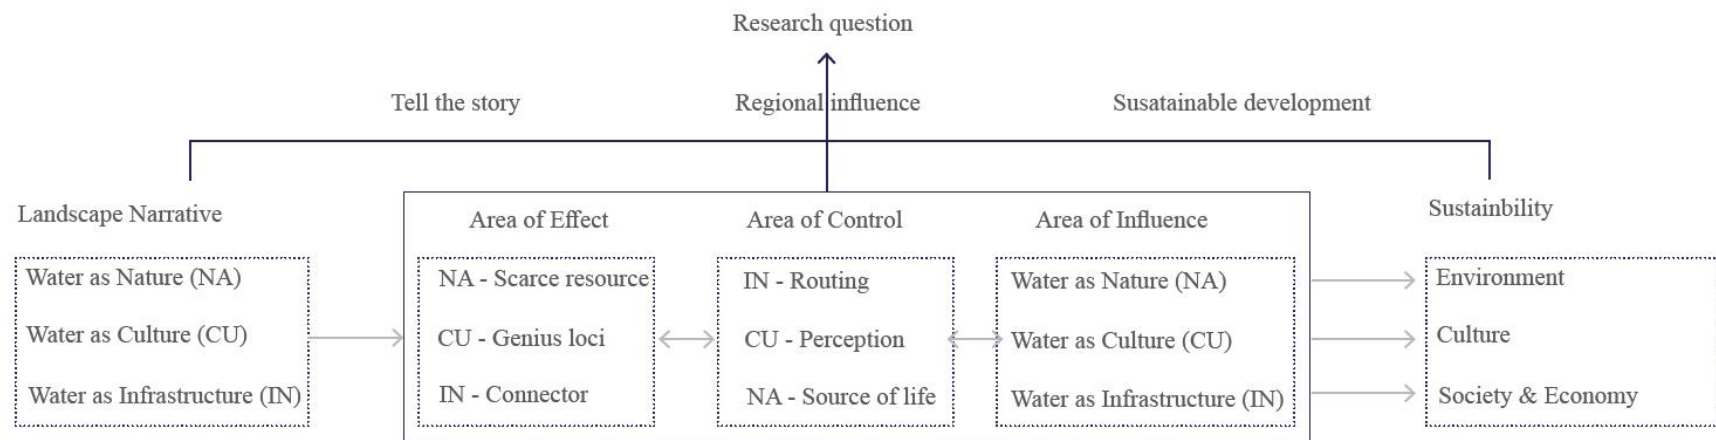 Research question
Tell the story
Regional influence
Susatainable development
Landscape Narrative
Water as Nature (NA)
Water as Culture (CU)
Water as Infrastructure (IN)
Area of Effect
NA - Scarce resource
CU - Genius loci
IN - Connector
Area of Control
IN - Routing
CU - Perception
NA - Source of life
Area of Influence
Water as Nature (NA)
Water as Culture (CU)
Water as Infrastructure (IN)
Sustainbility
Environment
Culture
Society & Economy